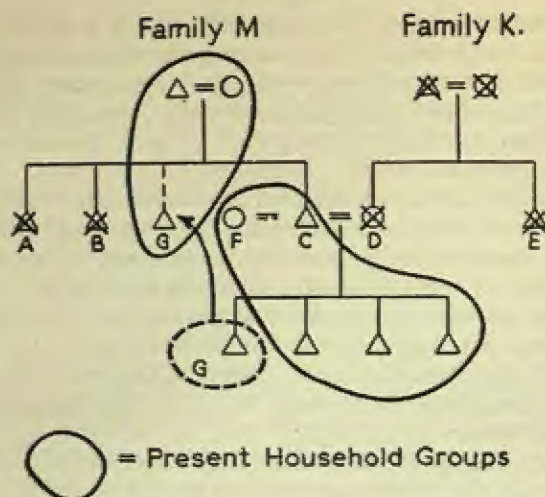 Family M Family K.
A B G F C D E
G
= Present Household Groups